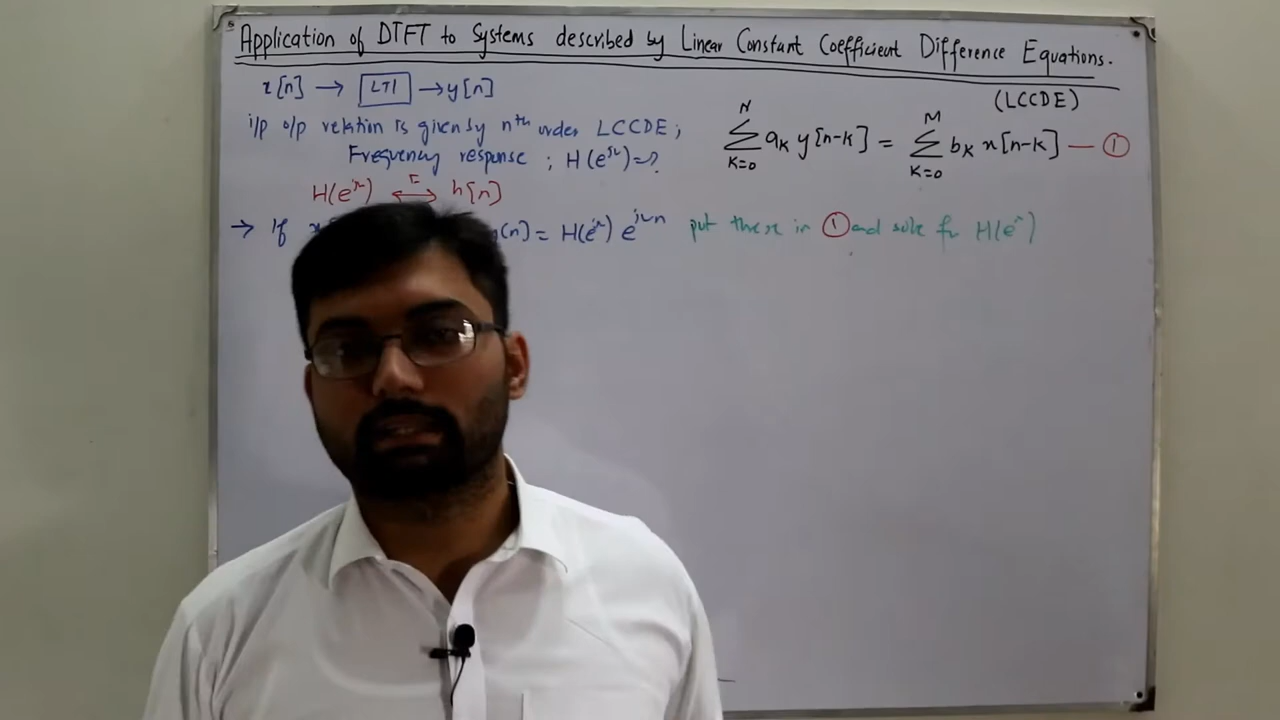 Application of DTFT to Systems described by Linear Constant Coefficient Difference Equations.
(LCCDE)
x[n] → LTI → y[n]
i/p o/p relation is given by nth order LCCDE;
Frequency response ; H(e^jω) = ?
∑_{K=0}^{N} a_K y[n-K] = ∑_{K=0}^{M} b_K x[n-K] — ①
H(e^jω) ↔ h[n]
→ If (n) = H(e^jω) e^jωn put these in ① and solve for H(e^jω)